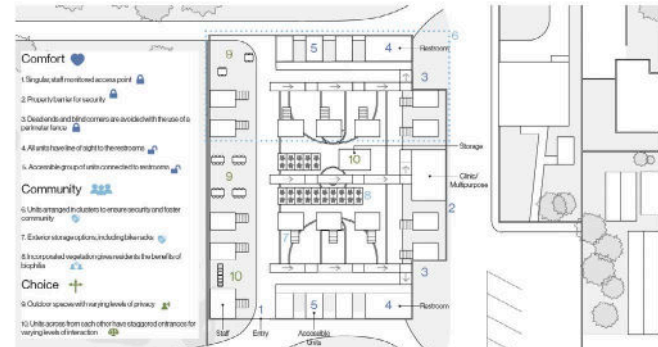 Comfort
1. Singular, staff monitored access point
2. Property barrier for security
3. Dead ends and blind corners are avoided with the use of a
perimeter fence
4. All units have line of sight to the restrooms
5. Accessible group of units connected to restrooms
Community
6. Units arranged in clusters to ensure security and foster
community
7. Exterior storage options, including bike racks
8. Incorporated vegetation gives residents the benefits of
biophilia
Choice
9. Outdoor spaces with varying levels of privacy
10. Units across from each other have staggered entrances for
varying levels of interaction
6
9
5
4
Restroom
3
Storage
10
9
Clinic/
Multipurpose
8
2
7
10
3
1
5
4
Restroom
Staff
Entry
Accessible
Units